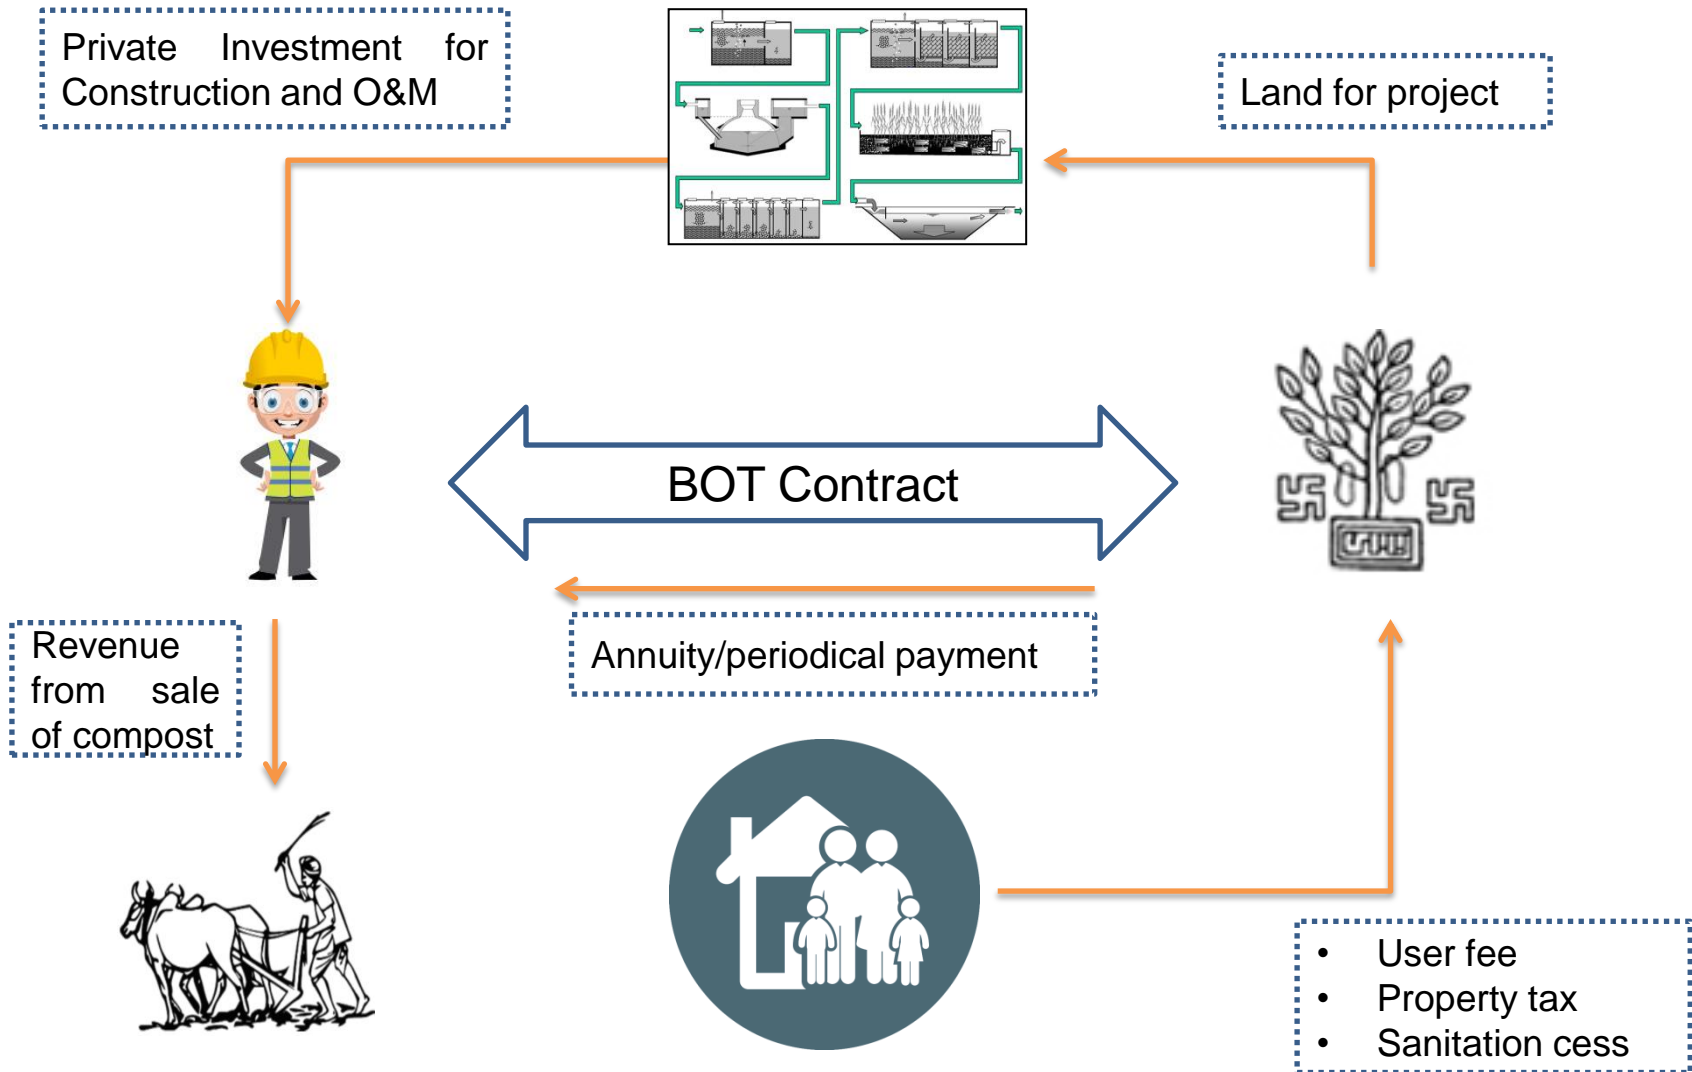 Private Investment for
Construction and O&M
Land for project
BOT Contract
Annuity/periodical payment
Revenue
from sale
of compost
• User fee
• Property tax
• Sanitation cess